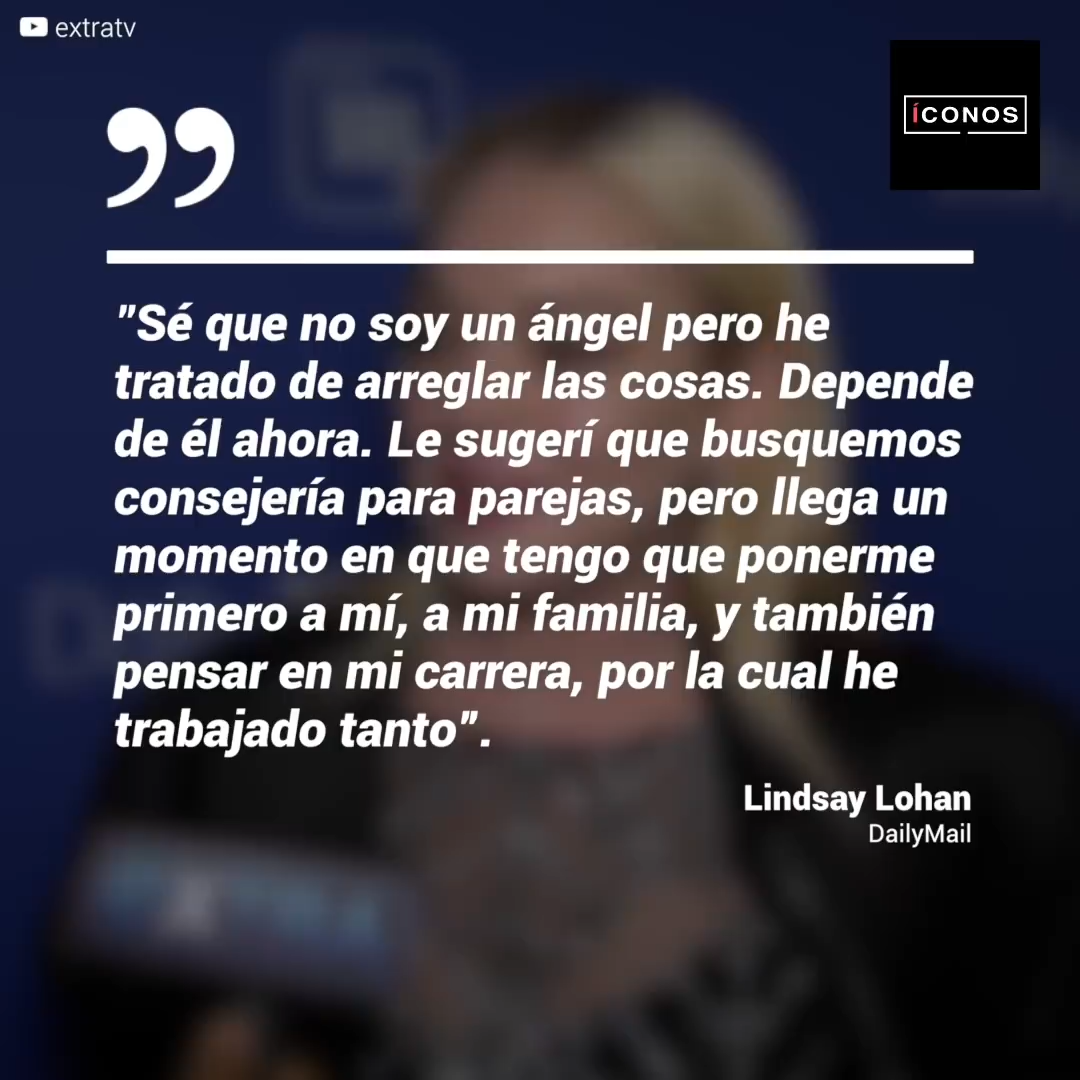 extratv
ÍCONOS
"Sé que no soy un ángel pero he
tratado de arreglar las cosas. Depende
de él ahora. Le sugerí que busquemos
consejería para parejas, pero llega un
momento en que tengo que ponerme
primero a mí, a mi familia, y también
pensar en mi carrera, por la cual he
trabajado tanto".
Lindsay Lohan
DailyMail